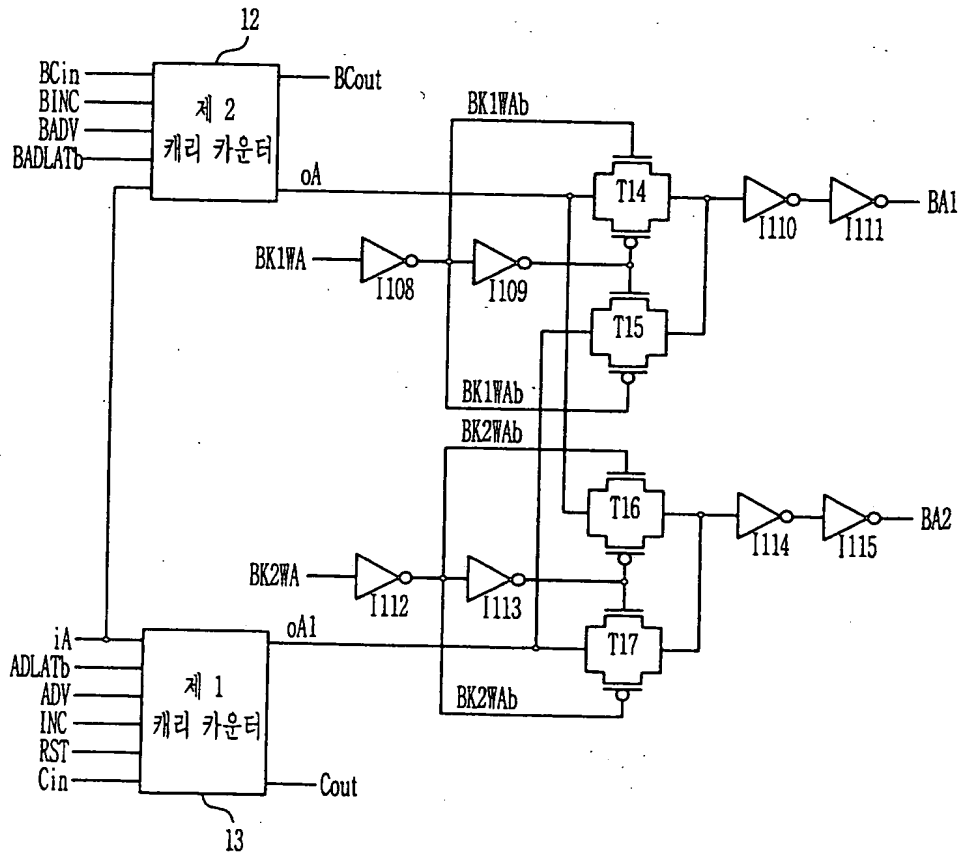 12
BCin
BINC
BADV
BADLATb
제 2
캐리 카운터
BCout
oA
BK1WAb
T14
I110
I111
BA1
BK1WA
I108
I109
T15
BK1WAb
BK2WAb
T16
I114
I115
BA2
BK2WA
I112
I113
T17
BK2WAb
iA
ADLATb
ADV
INC
RST
Cin
제 1
캐리 카운터
oA1
Cout
13